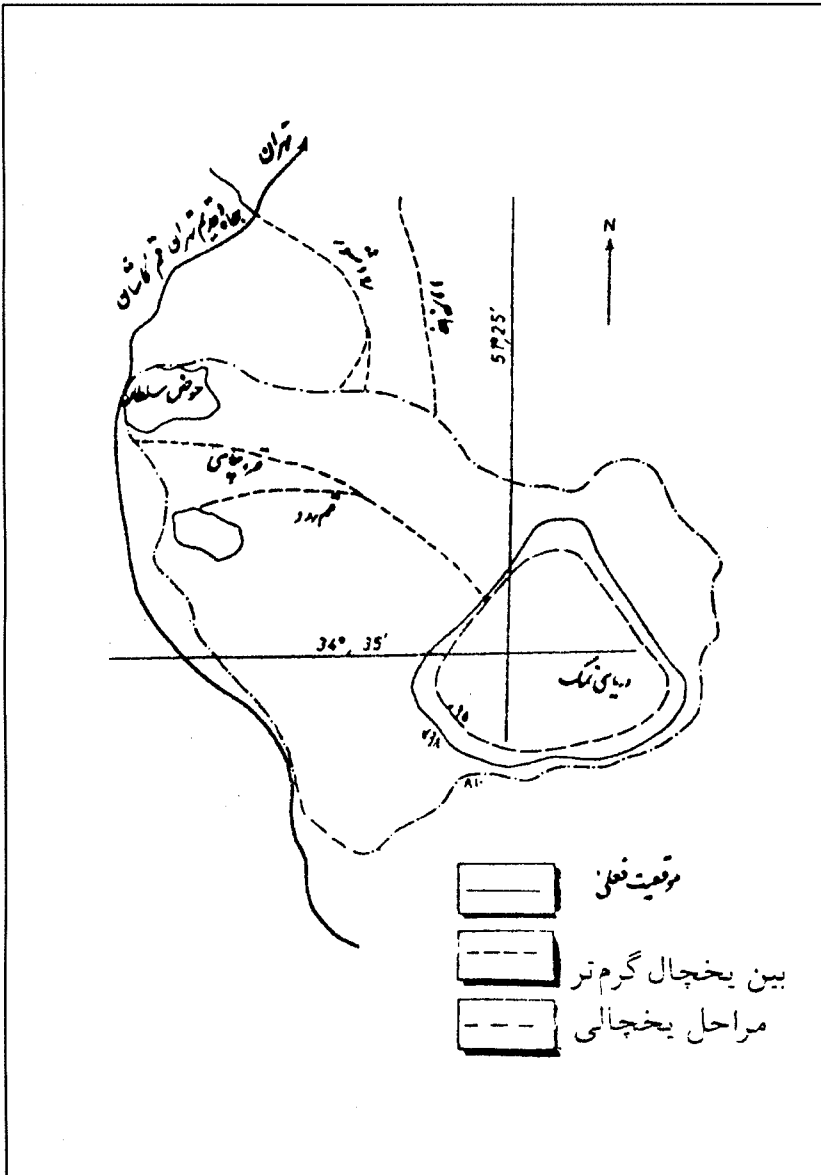 تهران
جاده قدیم تهران قم کاشان
N
51°,25'
حوض سلطان
قره چای
قم رود
34°, 35'
دریای نمک
۸۱۰
موقعیت فعلی
بین یخچال گرم‌تر
مراحل یخچالی